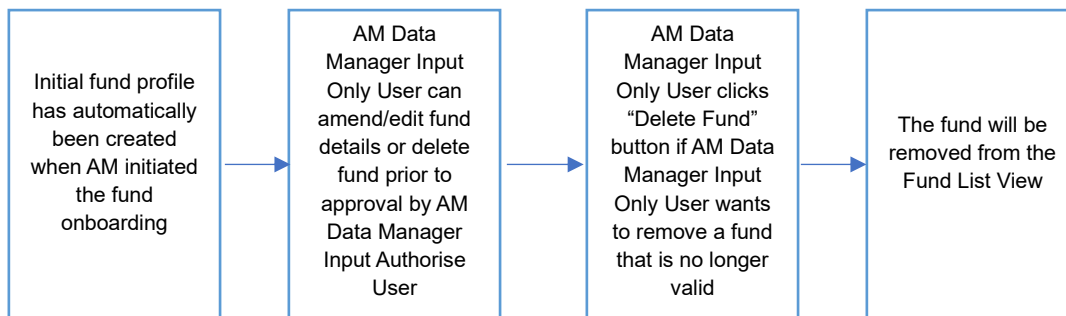 Initial fund profile
has automatically
been created
when AM initiated
the fund
onboarding
AM Data
Manager Input
Only User can
amend/edit fund
details or delete
fund prior to
approval by AM
Data Manager
Input Authorise
User
AM Data
Manager Input
Only User clicks
“Delete Fund”
button if AM Data
Manager Input
Only User wants
to remove a fund
that is no longer
valid
The fund will be
removed from the
Fund List View